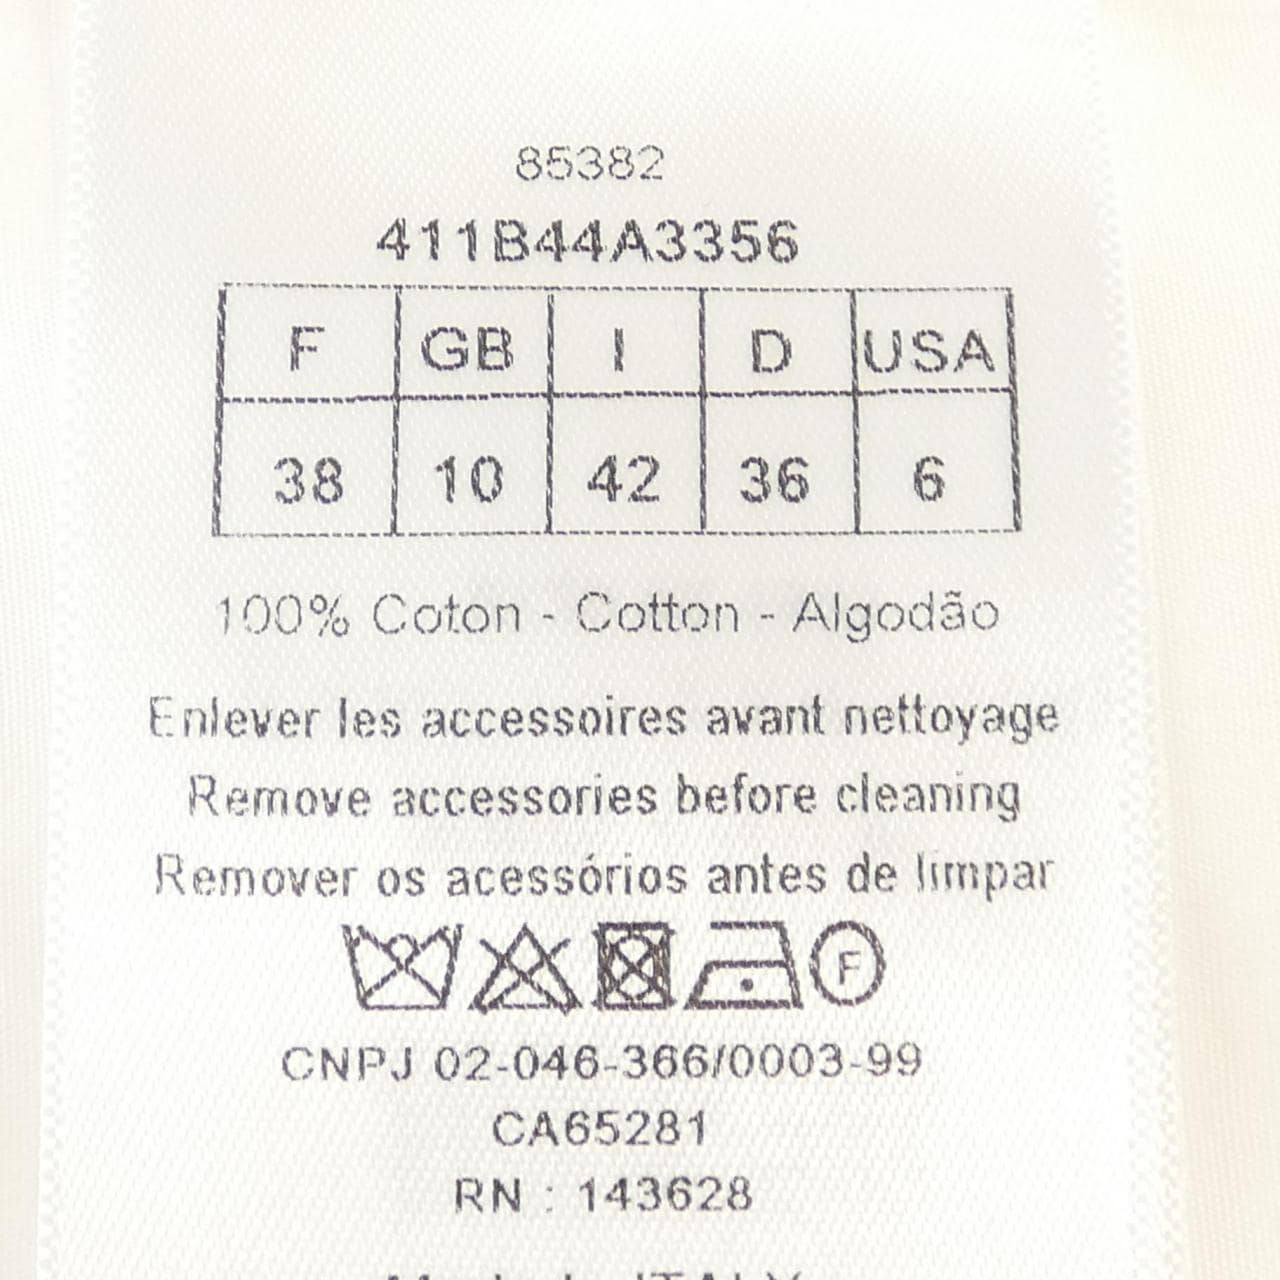 85382
411B44A3356
F GB I D USA
38 10 42 36 6
100% Coton - Cotton - Algodão
Enlever les accessoires avant nettoyage
Remove accessories before cleaning
Remover os acessórios antes de limpar
F
CNPJ 02-046-366/0003-99
CA65281
RN : 143628
ITALY